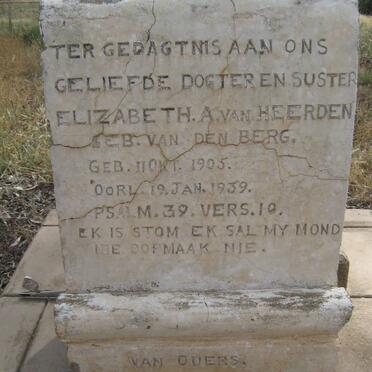 TER GEDAGTNIS AAN ONS
GELIEFDE DOGTER EN SUSTER
ELIZABETH. A. VAN HEERDEN
GEB. VAN DEN BERG.
GEB. 11 OKT. 1905.
OORL. 19. JAN. 1939.
PSALM. 39. VERS. 10.
EK IS STOM EK SAL MY MOND
NIE OOPMAAK NIE.
VAN OUERS.